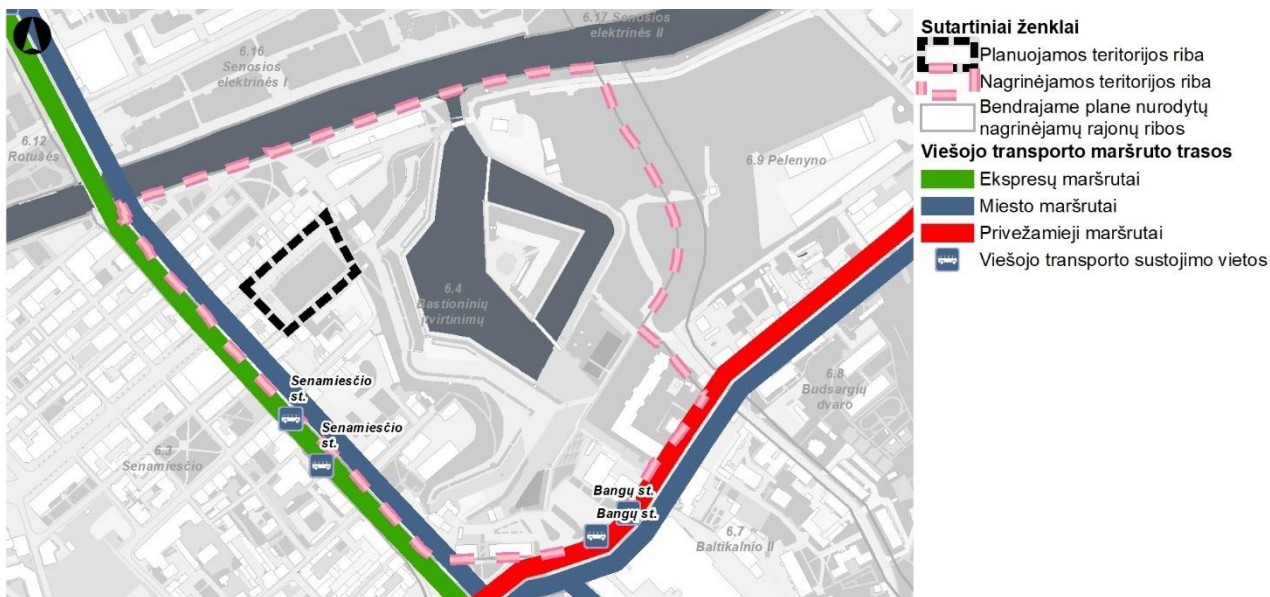 6.17 Senosios
elektrinės II
6.16
Senosios
elektrinės I
6.12
Rotušės
6.9 Pelenyno
6.4
Bastioninių
įtvirtinimų
6.8
Budsargių
dvaro
Senamiesčio
st.
Senamiesčio
st.
6.3
Senamiesčio
Bangų st.
Bangų st.
6.7
Baltikalnio II
Sutartiniai ženklai
Planuojamos teritorijos riba
Nagrinėjamos teritorijos riba
Bendrajame plane nurodytų
nagrinėjamų rajonų ribos
Viešojo transporto maršruto trasos
Ekspresų maršrutai
Miesto maršrutai
Privežamieji maršrutai
Viešojo transporto sustojimo vietos